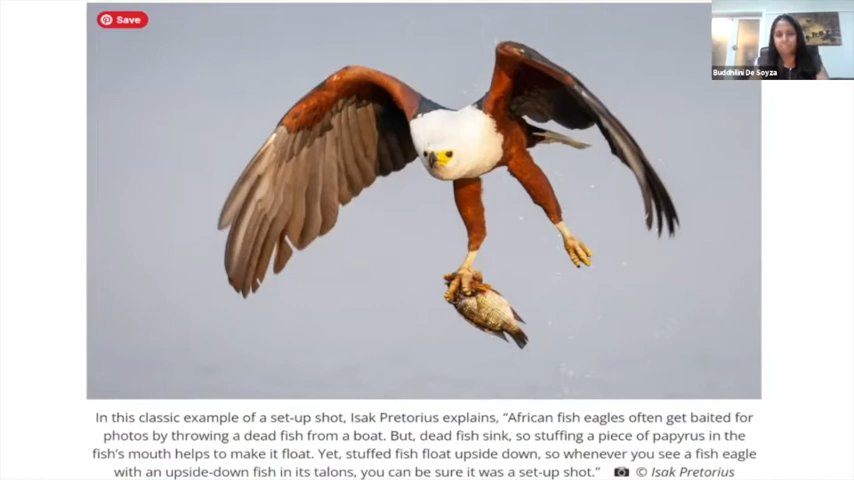 Save
Buddhini De Soyza
In this classic example of a set-up shot, Isak Pretorius explains, “African fish eagles often get baited for
photos by throwing a dead fish from a boat. But, dead fish sink, so stuffing a piece of papyrus in the
fish’s mouth helps to make it float. Yet, stuffed fish float upside down, so whenever you see a fish eagle
with an upside-down fish in its talons, you can be sure it was a set-up shot.” © Isak Pretorius